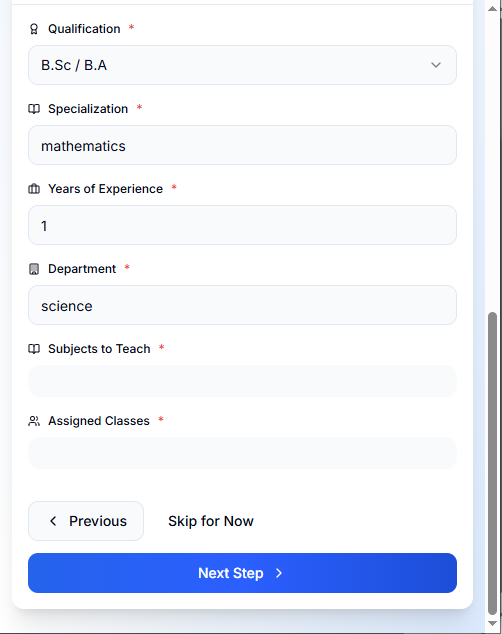 Qualification *
B.Sc / B.A
Specialization *
mathematics
Years of Experience *
1
Department *
science
Subjects to Teach *
Assigned Classes *
Previous Skip for Now
Next Step